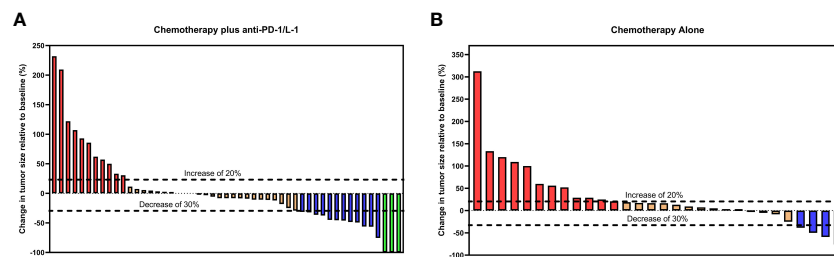 A
Chemotherapy plus anti-PD-1/L-1
Change in tumor size relative to baseline (%)
250
200
150
100
50
0
-50
-100
Increase of 20%
Decrease of 30%
B
Chemotherapy Alone
Change in tumor size relative to baseline (%)
350
300
250
200
150
100
50
0
-50
-100
Increase of 20%
Decrease of 30%